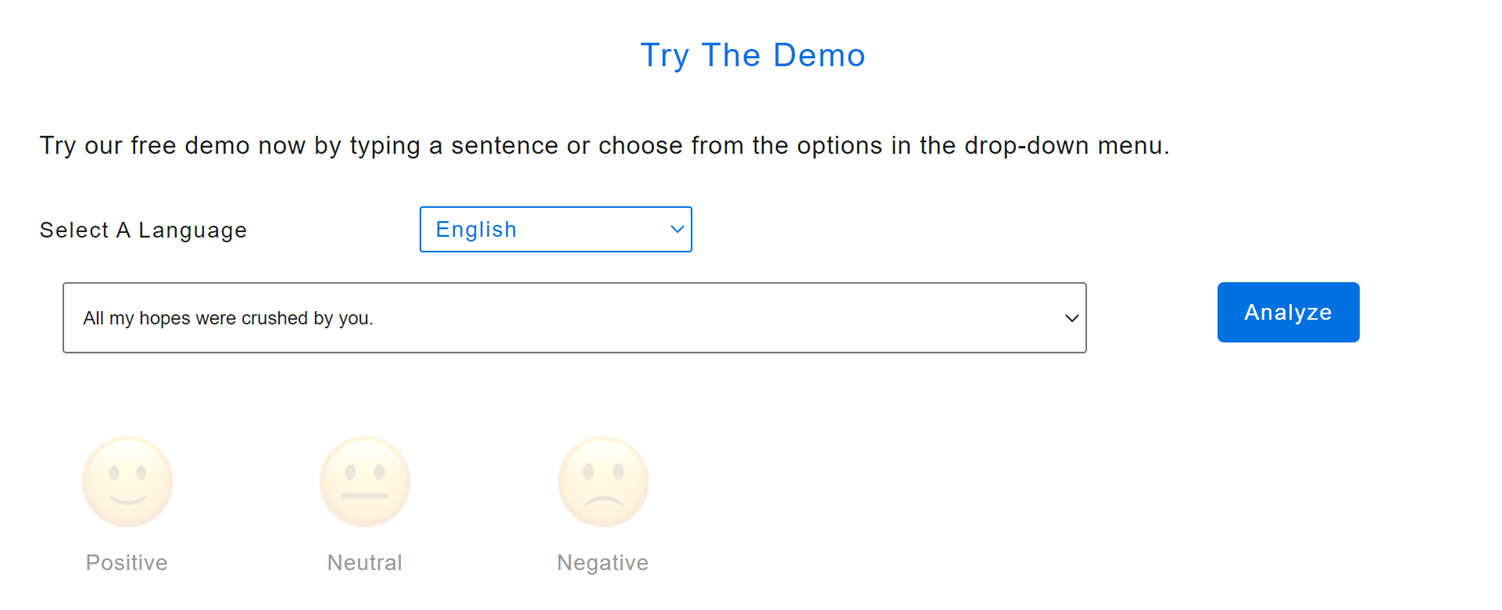 Try The Demo
Try our free demo now by typing a sentence or choose from the options in the drop-down menu.
Select A Language
English
All my hopes were crushed by you.
Analyze
Positive
Neutral
Negative